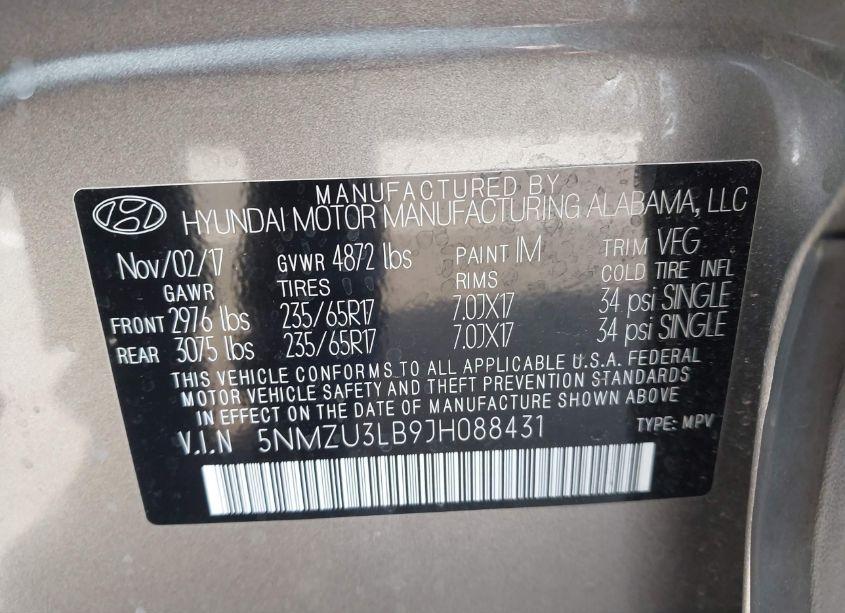 MANUFACTURED BY
HYUNDAI MOTOR MANUFACTURING ALABAMA, LLC
Nov/02/17 GVWR 4872 lbs PAINT IM TRIM VEG
GAWR TIRES RIMS COLD TIRE INFL
FRONT 2976 lbs 235/65R17 7.0JX17 34 psi SINGLE
REAR 3075 lbs 235/65R17 7.0JX17 34 psi SINGLE
THIS VEHICLE CONFORMS TO ALL APPLICABLE U.S.A. FEDERAL
MOTOR VEHICLE SAFETY AND THEFT PREVENTION STANDARDS
IN EFFECT ON THE DATE OF MANUFACTURE SHOWN ABOVE
V.I.N 5NMZU3LB9JH088431 TYPE: MPV